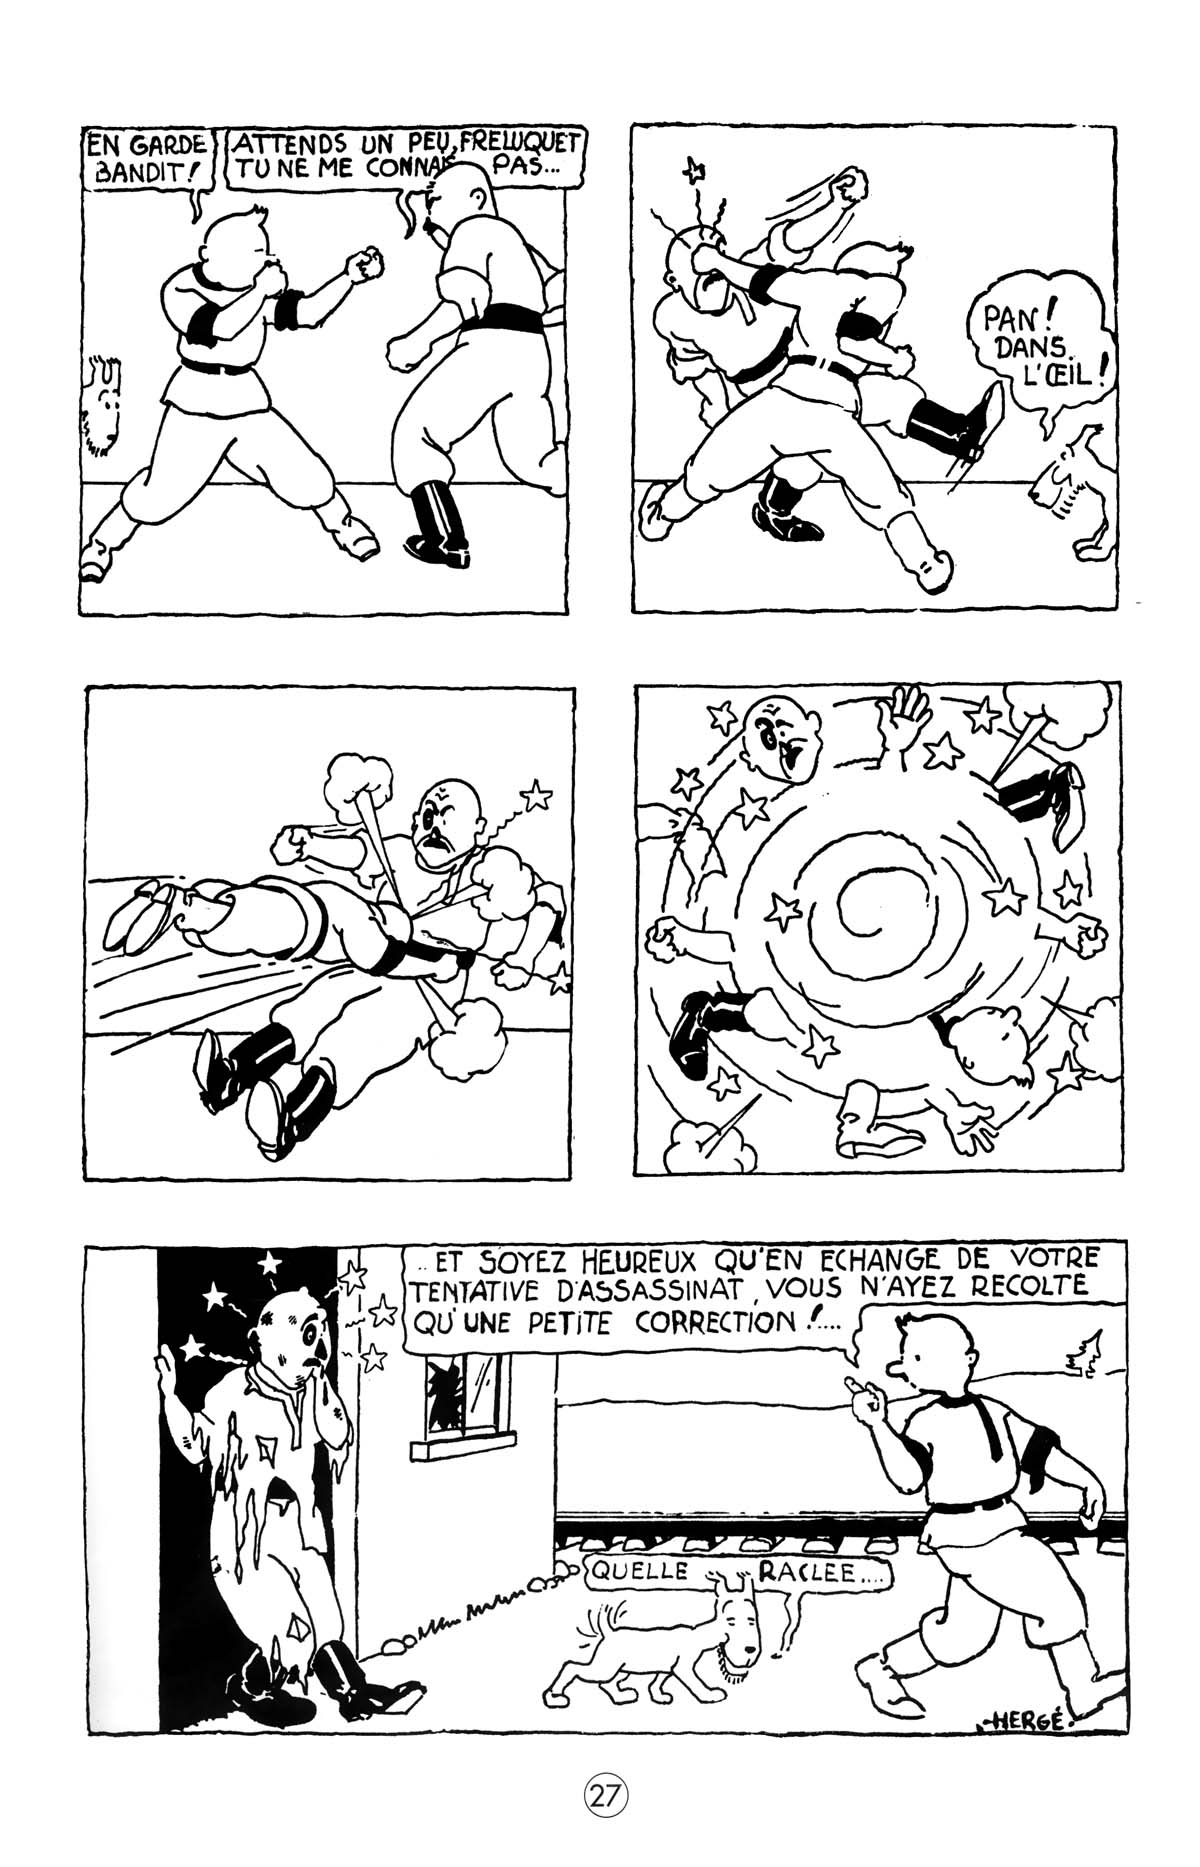 EN GARDE
BANDIT!
ATTENDS UN PEU, FRELUQUET
TU NE ME CONNAIS PAS...
PAN!
DANS
L'ŒIL!
..ET SOYEZ HEUREUX QU'EN ECHANGE DE VOTRE
TENTATIVE D'ASSASSINAT, VOUS N'AYEZ RECOLTE
QU'UNE PETITE CORRECTION!....
QUELLE RACLEE....
-HERGÉ-
27